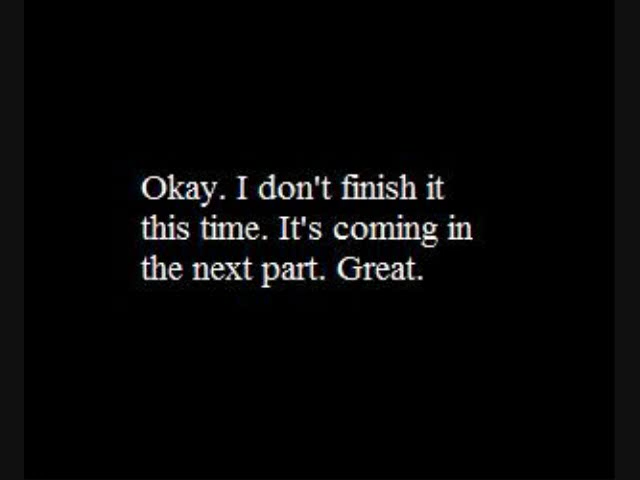 Okay. I don't finish it
this time. It's coming in
the next part. Great.